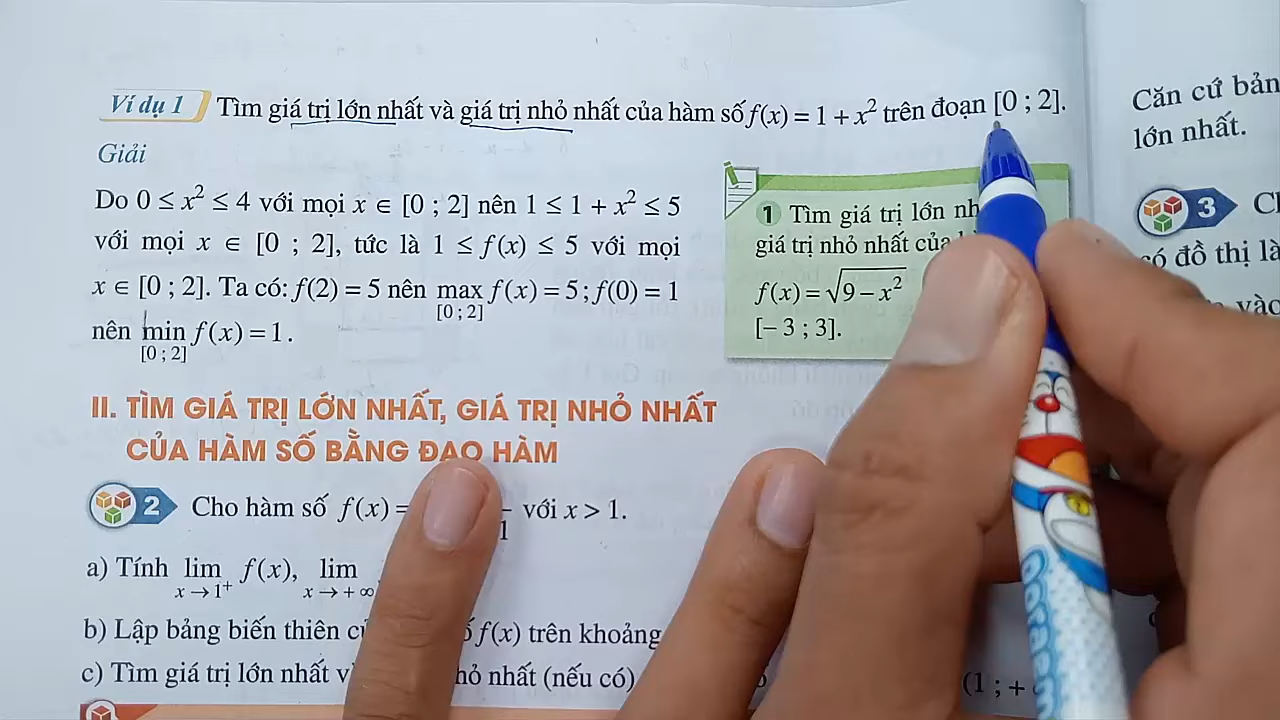 Ví dụ 1 Tìm giá trị lớn nhất và giá trị nhỏ nhất của hàm số f(x) = 1 + x² trên đoạn [0 ; 2].
Giải
Do 0 ≤ x² ≤ 4 với mọi x ∈ [0 ; 2] nên 1 ≤ 1 + x² ≤ 5
với mọi x ∈ [0 ; 2], tức là 1 ≤ f(x) ≤ 5 với mọi
x ∈ [0 ; 2]. Ta có: f(2) = 5 nên max f(x) = 5; f(0) = 1
[0 ; 2]
nên min f(x) = 1.
[0 ; 2]
1 Tìm giá trị lớn
giá trị nhỏ nhất của
f(x) = √(9 – x²)
[– 3 ; 3].
II. TÌM GIÁ TRỊ LỚN NHẤT, GIÁ TRỊ NHỎ NHẤT
CỦA HÀM SỐ BẰNG ĐẠO HÀM
2 Cho hàm số f(x) = 1 với x > 1.
a) Tính lim f(x), lim
x → 1⁺ x → + ∞
b) Lập bảng biến thiên f(x) trên khoảng
c) Tìm giá trị lớn nhất nhỏ nhất (nếu có) (1 ; +
Căn cứ bản
lớn nhất.
3
có đồ thị là
vào